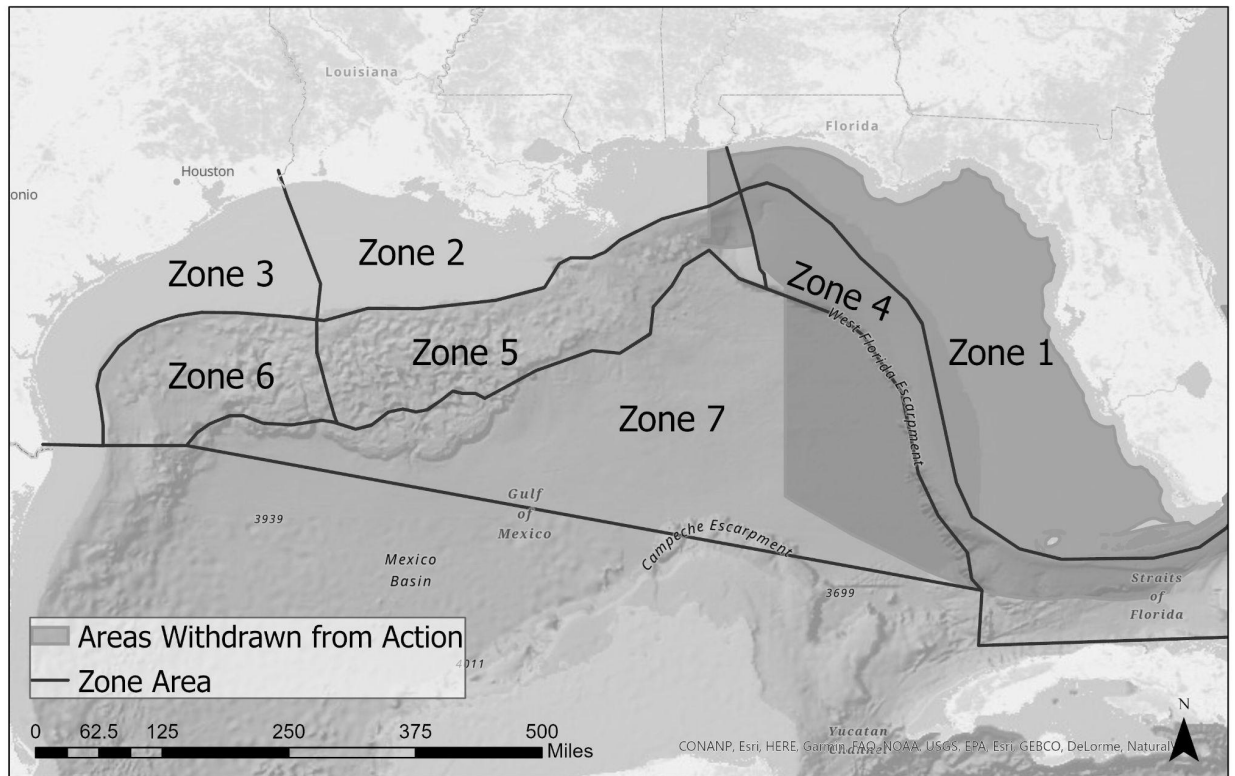 Louisiana
Florida
Houston
onio
Zone 2
Zone 3
Zone 4
West Florida Escarpment
Zone 5
Zone 1
Zone 6
Zone 7
Gulf
of
Mexico
3939
Campeche Escarpment
Mexico
Basin
3699
Straits
of
Florida
Areas Withdrawn from Action
4011
Zone Area
N
0 62.5 125 250 375 500
Miles
Yucatan
Channel
CONANP, Esri, HERE, Garmin, FAO, NOAA, USGS, EPA, Esri, GEBCO, DeLorme, NaturalV